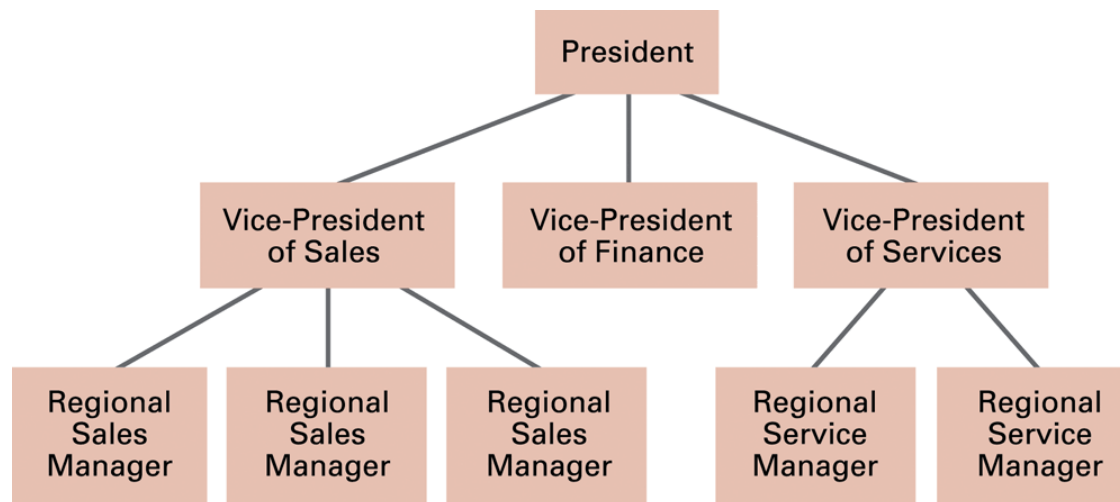 President
Vice-President
of Sales
Vice-President
of Finance
Vice-President
of Services
Regional
Sales
Manager
Regional
Sales
Manager
Regional
Sales
Manager
Regional
Service
Manager
Regional
Service
Manager